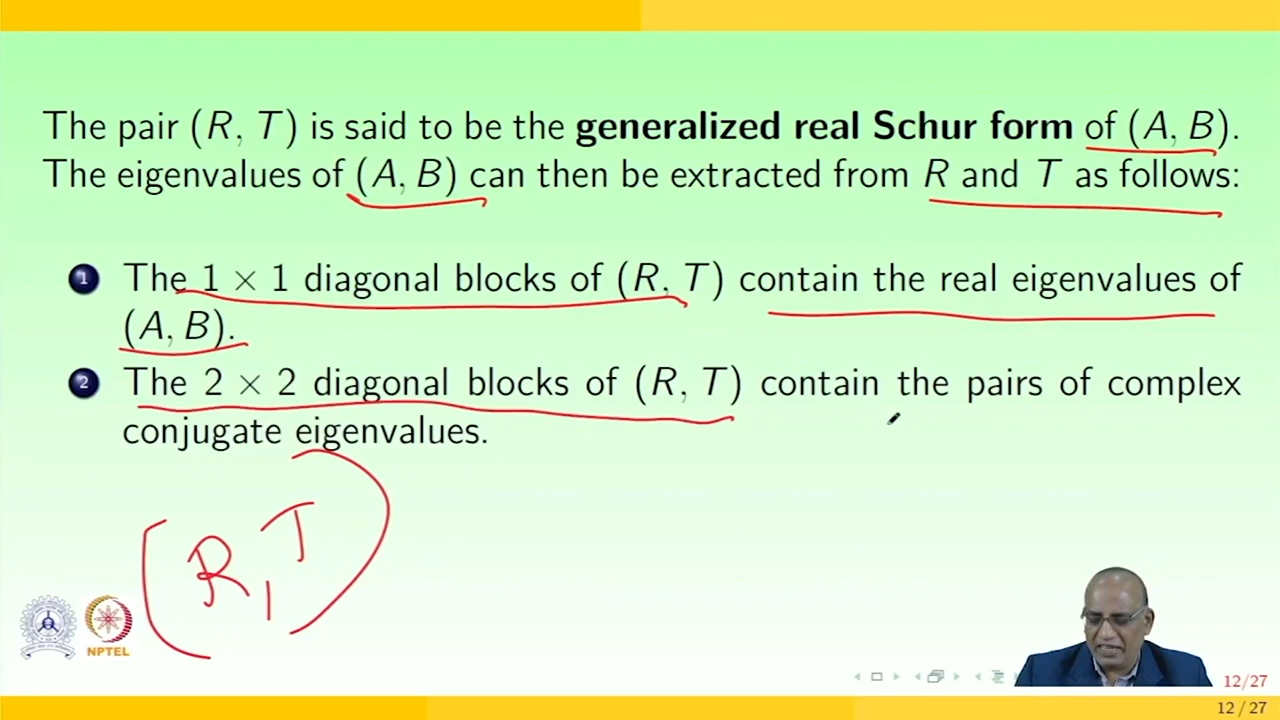 The pair (R, T) is said to be the generalized real Schur form of (A, B).
The eigenvalues of (A, B) can then be extracted from R and T as follows:
1 The 1 × 1 diagonal blocks of (R, T) contain the real eigenvalues of
(A, B).
2 The 2 × 2 diagonal blocks of (R, T) contain the pairs of complex
conjugate eigenvalues.
(R, T)
NPTEL
12/27
12 / 27